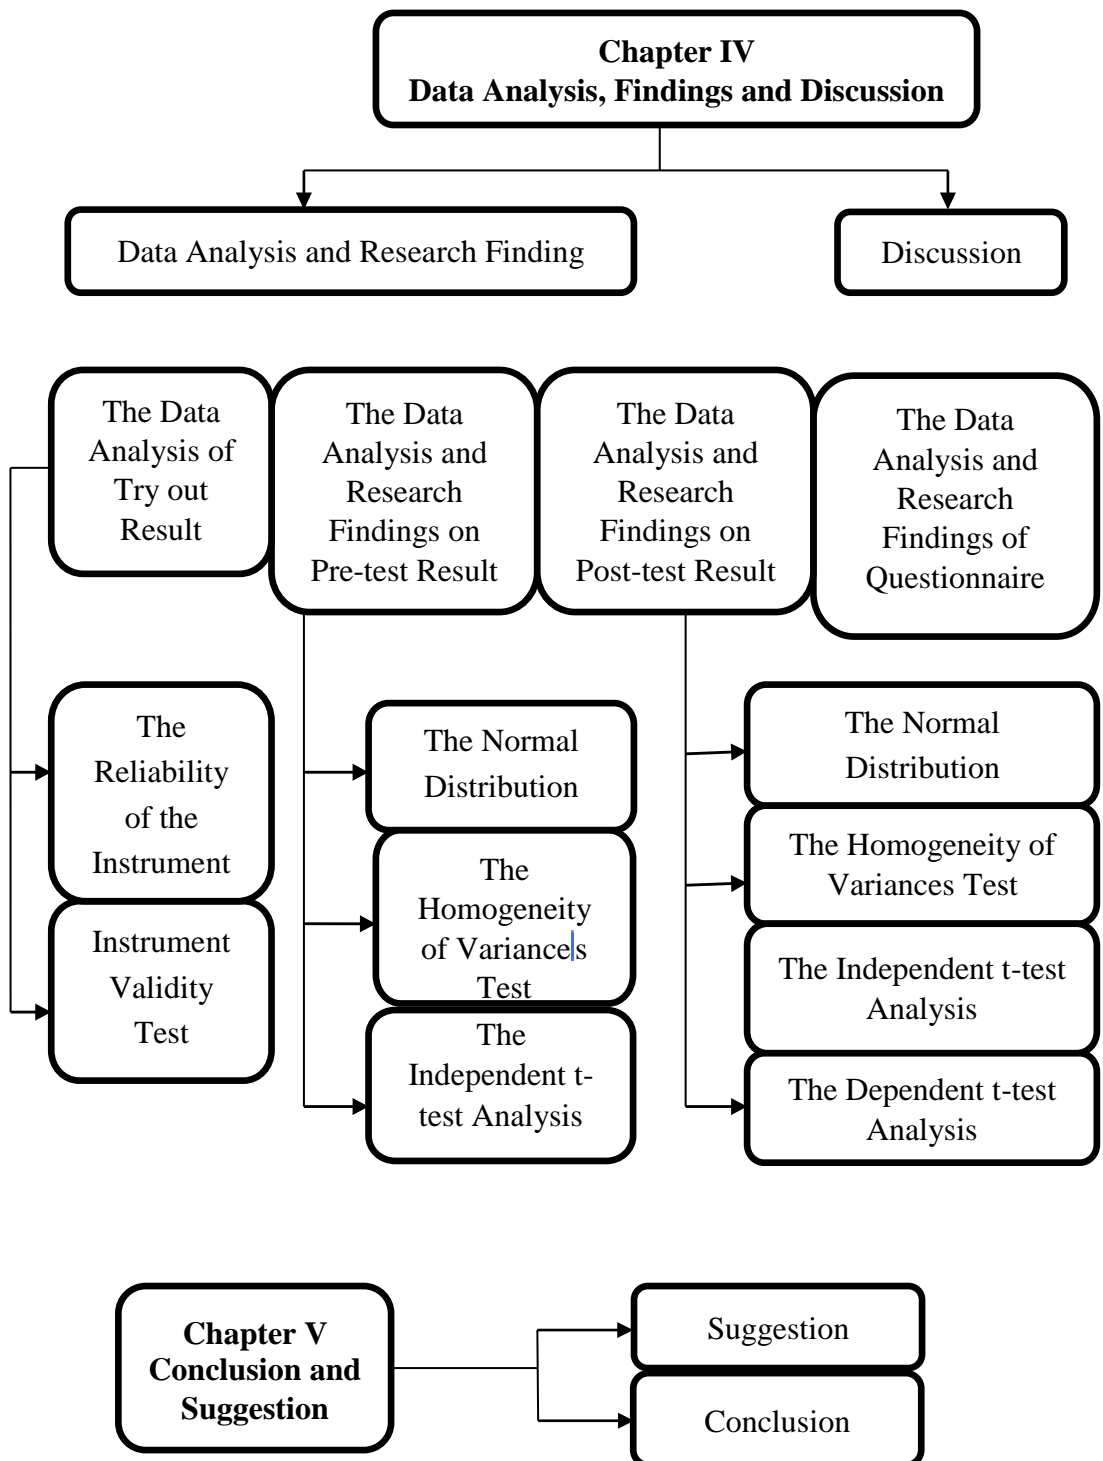 Chapter IV
Data Analysis, Findings and Discussion
Data Analysis and Research Finding
Discussion
The Data
Analysis of
Try out
Result
The Data
Analysis and
Research
Findings on
Pre-test Result
The Data
Analysis and
Research
Findings on
Post-test Result
The Data
Analysis and
Research
Findings of
Questionnaire
The
Reliability
of the
Instrument
Instrument
Validity
Test
The Normal
Distribution
The
Homogeneity
of Variances
Test
The
Independent t-
test Analysis
The Normal
Distribution
The Homogeneity of
Variances Test
The Independent t-test
Analysis
The Dependent t-test
Analysis
Chapter V
Conclusion and
Suggestion
Suggestion
Conclusion